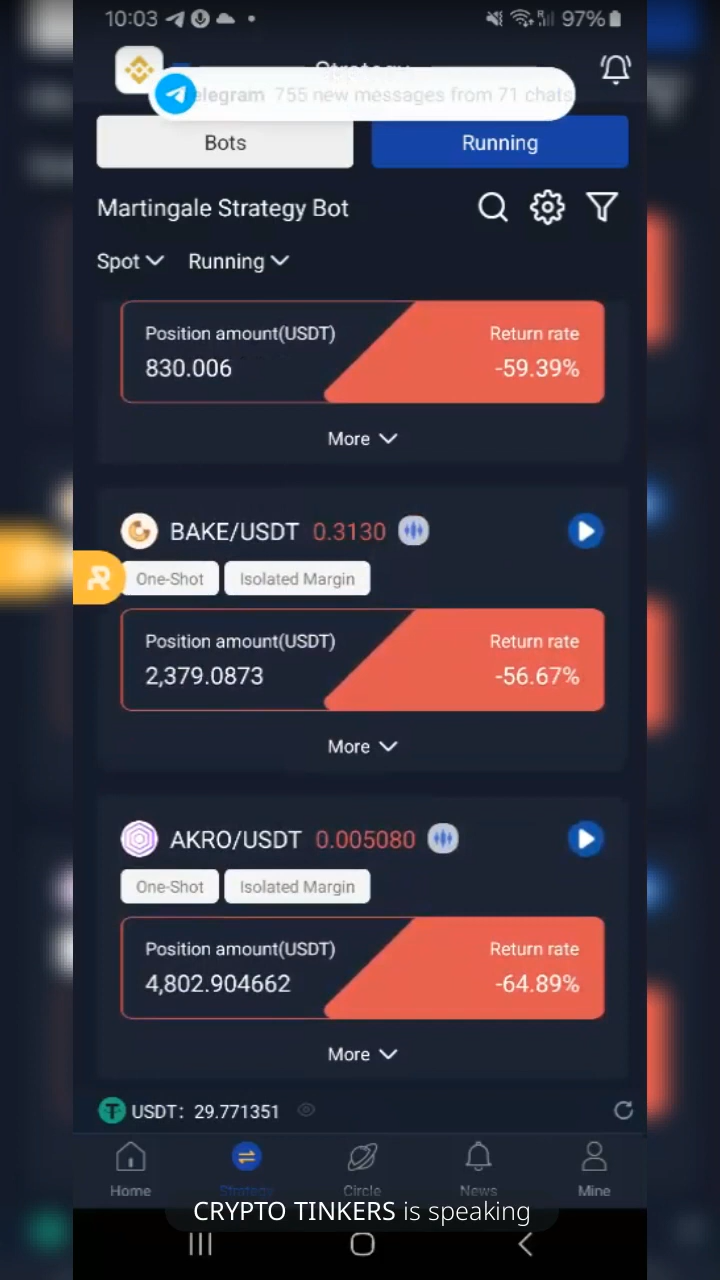 10:03
97%
Strategy
elegram 755 new messages from 71 chats
Bots
Running
Martingale Strategy Bot
Spot
Running
Position amount(USDT)
Return rate
830.006
-59.39%
More
BAKE/USDT 0.3130
One-Shot
Isolated Margin
Position amount(USDT)
Return rate
2,379.0873
-56.67%
More
AKRO/USDT 0.005080
One-Shot
Isolated Margin
Position amount(USDT)
Return rate
4,802.904662
-64.89%
More
USDT: 29.771351
Home
Strategy
Circle
News
Mine
CRYPTO TINKERS is speaking